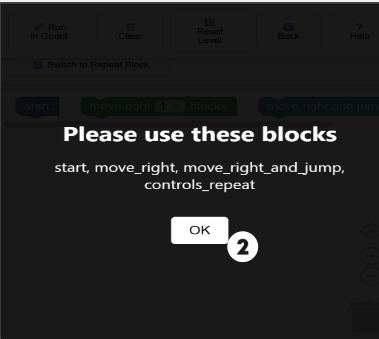 Run
in Godot
Clear
Reset
Level
Back
? Help
Switch to Repeat Block
start
move right 1 blocks
move right and jum
Please use these blocks
start, move_right, move_right_and_jump,
controls_repeat
OK
2